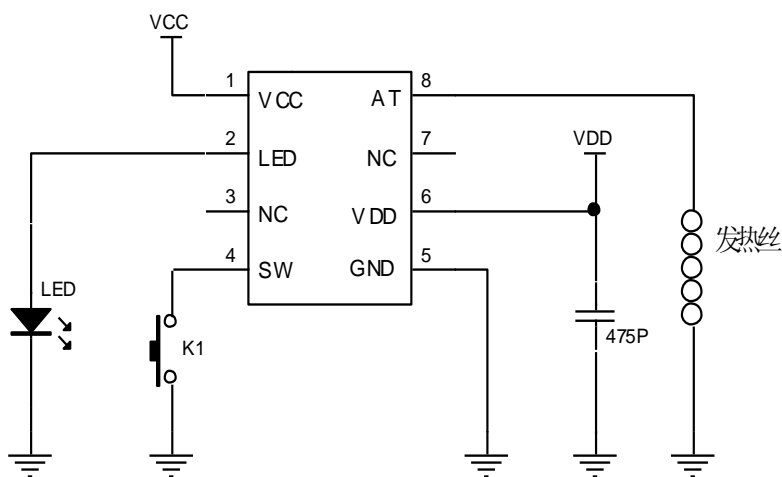 VCC
1
VCC
AT
8
2
LED
NC
7
VDD
3
NC
VDD
6
4
SW
GND
5
发热丝
LED
K1
475P